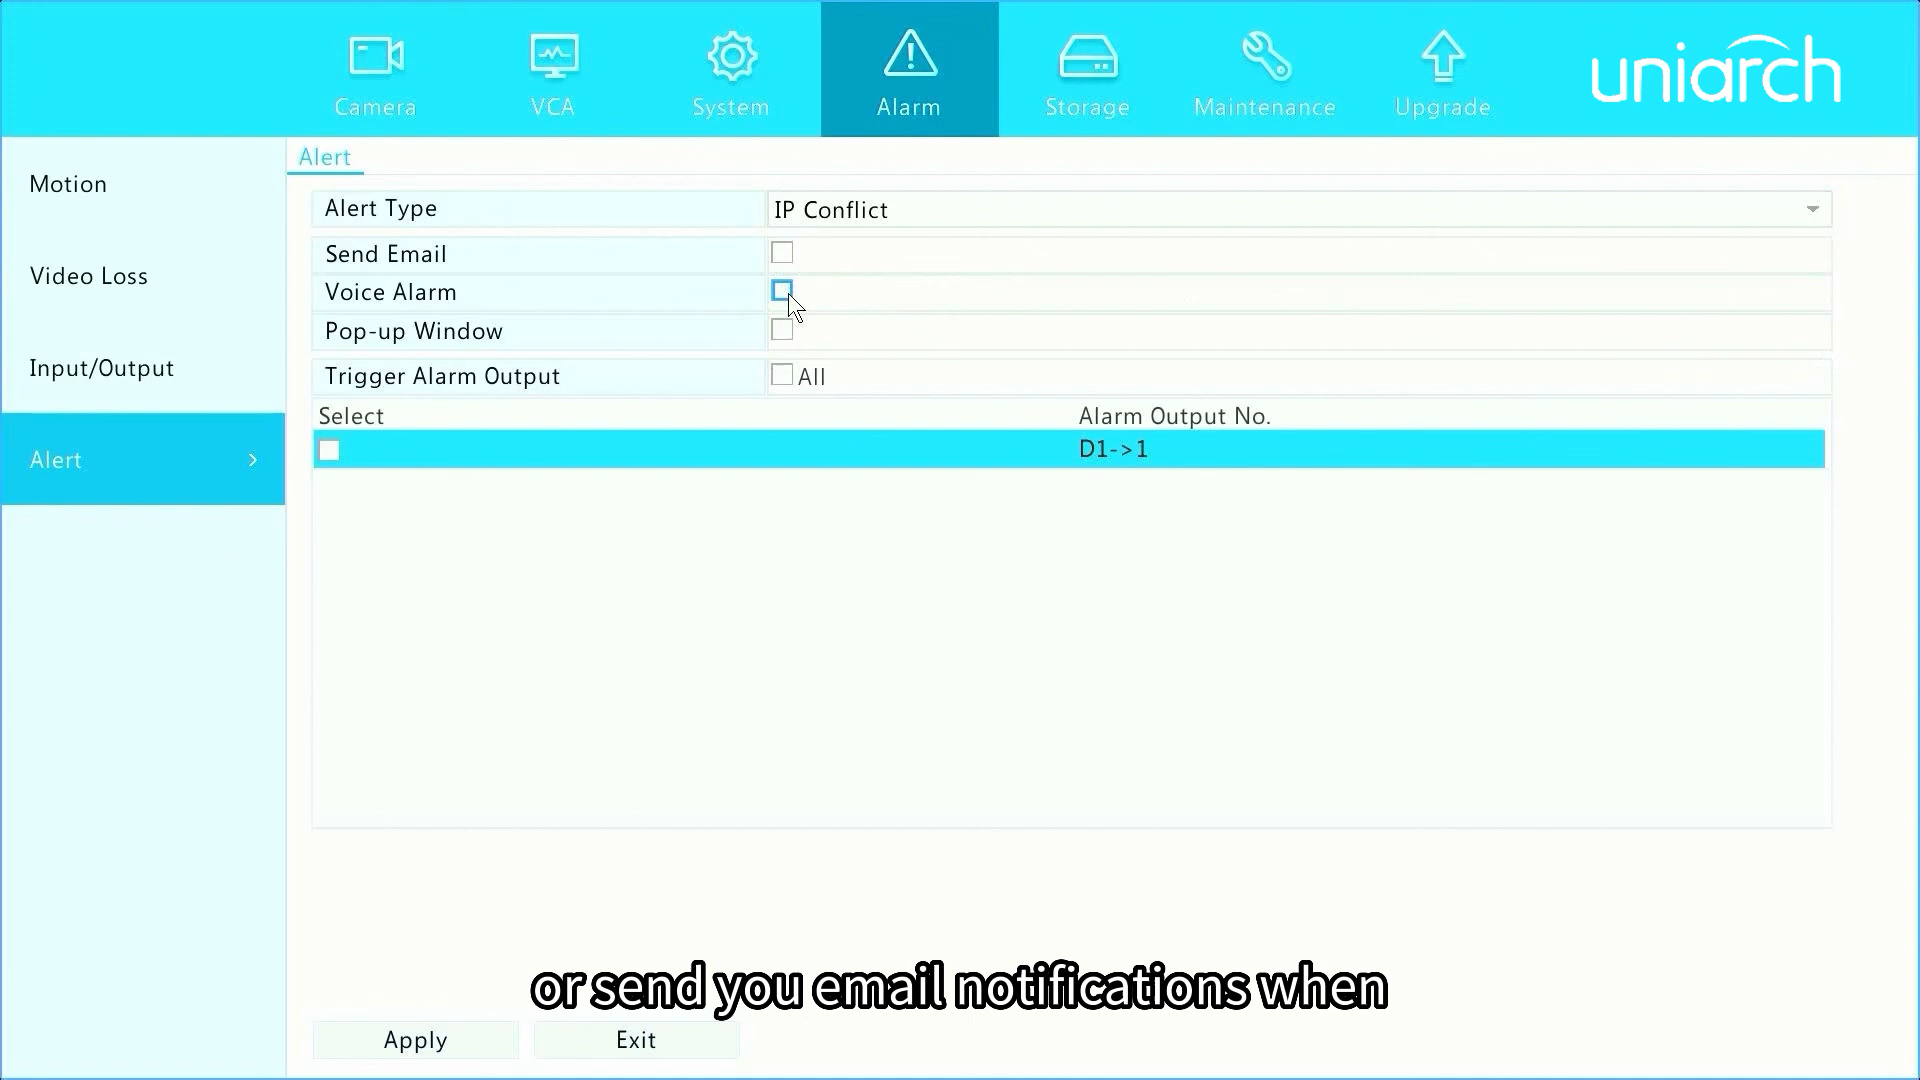 Camera
VCA
System
Alarm
Storage
Maintenance
Upgrade
uniarch
Motion
Video Loss
Input/Output
Alert
Alert
Alert Type
IP Conflict
Send Email
Voice Alarm
Pop-up Window
Trigger Alarm Output
All
Select
Alarm Output No.
D1->1
or send you email notifications when
Apply
Exit